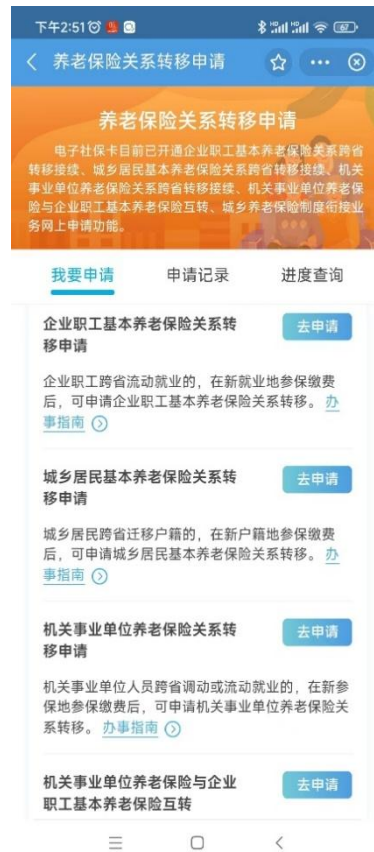 下午2:51
67
养老保险关系转移申请
养老保险关系转移申请
电子社保卡目前已开通企业职工基本养老保险关系跨省
转移接续、城乡居民基本养老保险关系跨省转移接续、机关
事业单位养老保险关系跨省转移接续、机关事业单位养老保
险与企业职工基本养老保险互转、城乡养老保险制度衔接业
务网上申请功能。
我要申请 申请记录 进度查询
企业职工基本养老保险关系转 去申请
移申请
企业职工跨省流动就业的，在新就业地参保缴费
后，可申请企业职工基本养老保险关系转移。 办
事指南
城乡居民基本养老保险关系转 去申请
移申请
城乡居民跨省迁移户籍的，在新户籍地参保缴费
后，可申请城乡居民基本养老保险关系转移。 办
事指南
机关事业单位养老保险关系转 去申请
移申请
机关事业单位人员跨省调动或流动就业的，在新参
保地参保缴费后，可申请机关事业单位养老保险关
系转移。 办事指南
机关事业单位养老保险与企业 去申请
职工基本养老保险互转